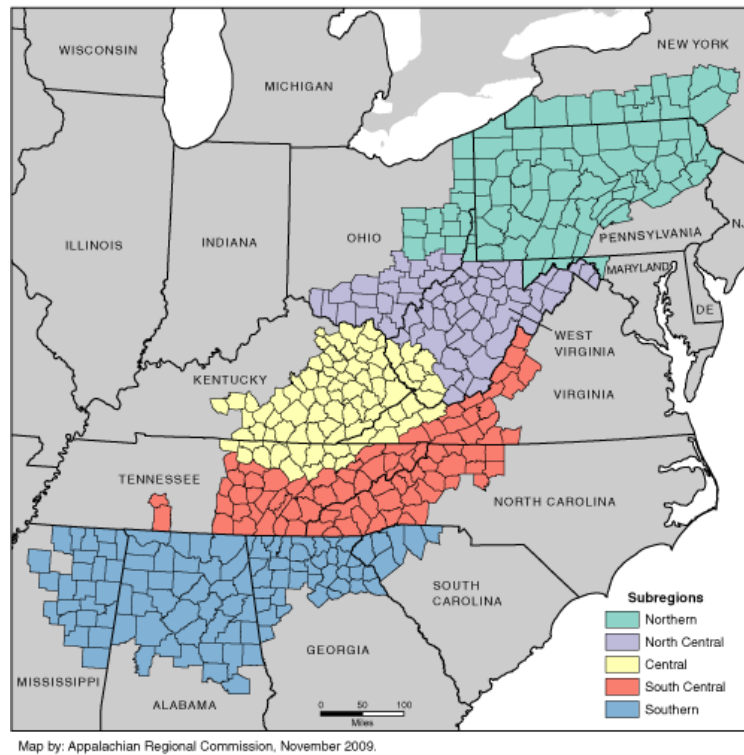 WISCONSIN
MICHIGAN
NEW YORK
ILLINOIS
INDIANA
OHIO
PENNSYLVANIA
NJ
MARYLAND
DE
WEST
VIRGINIA
KENTUCKY
VIRGINIA
TENNESSEE
NORTH CAROLINA
SOUTH
CAROLINA
GEORGIA
MISSISSIPPI
ALABAMA
0 50 100
Miles
Subregions
Northern
North Central
Central
South Central
Southern
Map by: Appalachian Regional Commission, November 2009.